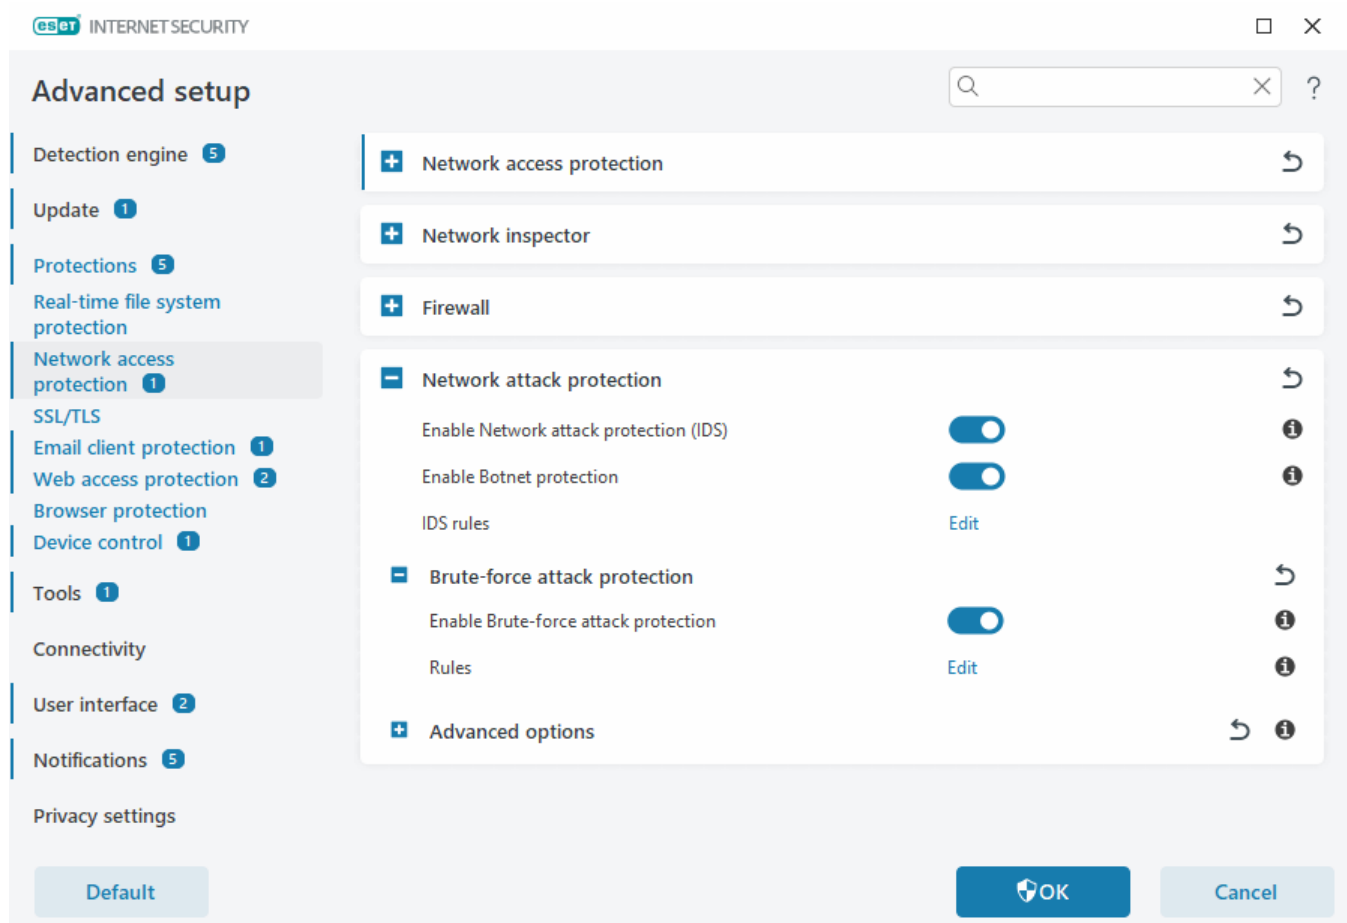 eset INTERNET SECURITY
Advanced setup
?
Detection engine 5
Update 1
Protections 5
Real-time file system
protection
Network access
protection 1
SSL/TLS
Email client protection 1
Web access protection 2
Browser protection
Device control 1
Tools 1
Connectivity
User interface 2
Notifications 5
Privacy settings
Network access protection
Network inspector
Firewall
Network attack protection
Enable Network attack protection (IDS)
Enable Botnet protection
IDS rules Edit
Brute-force attack protection
Enable Brute-force attack protection
Rules Edit
Advanced options
Default
OK
Cancel